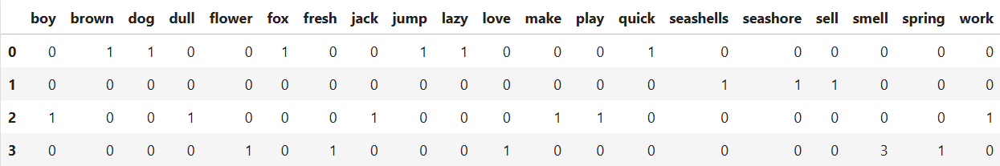 boy brown dog dull flower fox fresh jack jump lazy love make play quick seashells seashore sell smell spring work
0 0 1 1 0 0 1 0 0 1 1 0 0 0 1 0 0 0 0 0 0
1 0 0 0 0 0 0 0 0 0 0 0 0 0 0 1 1 1 0 0 0
2 1 0 0 1 0 0 0 1 0 0 0 1 1 0 0 0 0 0 0 1
3 0 0 0 0 1 0 1 0 0 0 1 0 0 0 0 0 0 3 1 0